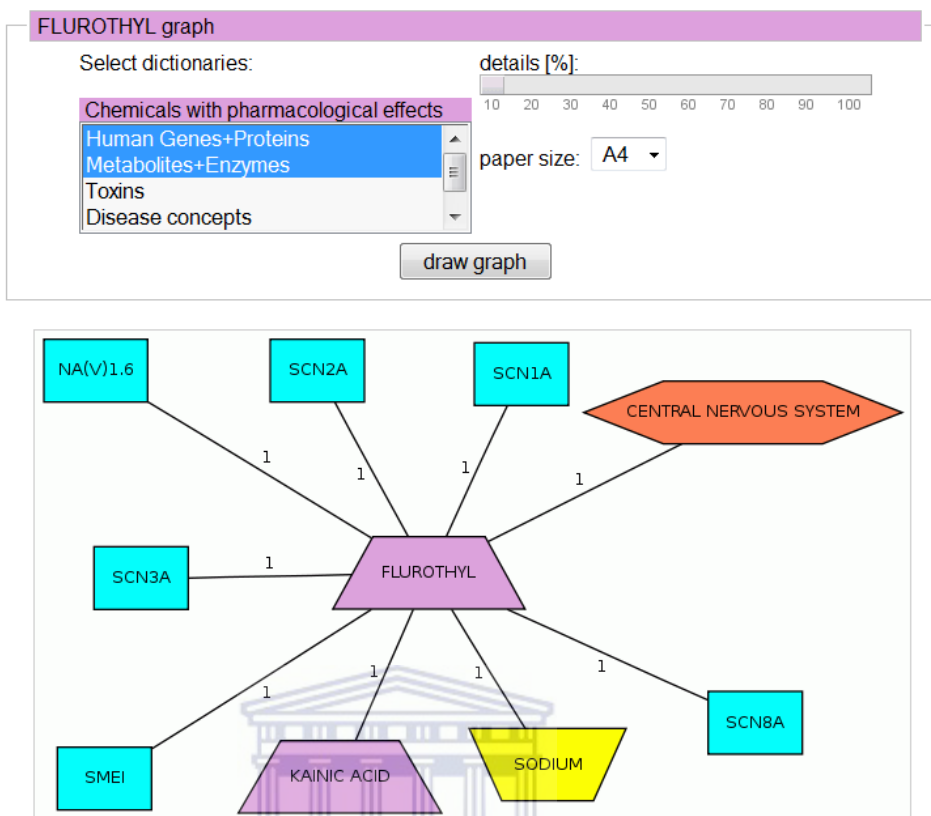 FLUROTHYL graph
Select dictionaries:
details [%]:
10 20 30 40 50 60 70 80 90 100
Chemicals with pharmacological effects
Human Genes+Proteins
Metabolites+Enzymes
Toxins
Disease concepts
paper size: A4
draw graph
NA(V)1.6
SCN2A
SCN1A
CENTRAL NERVOUS SYSTEM
1
1
1
1
SCN3A
1
FLUROTHYL
1
1
1
1
SCN8A
SMEI
KAINIC ACID
SODIUM